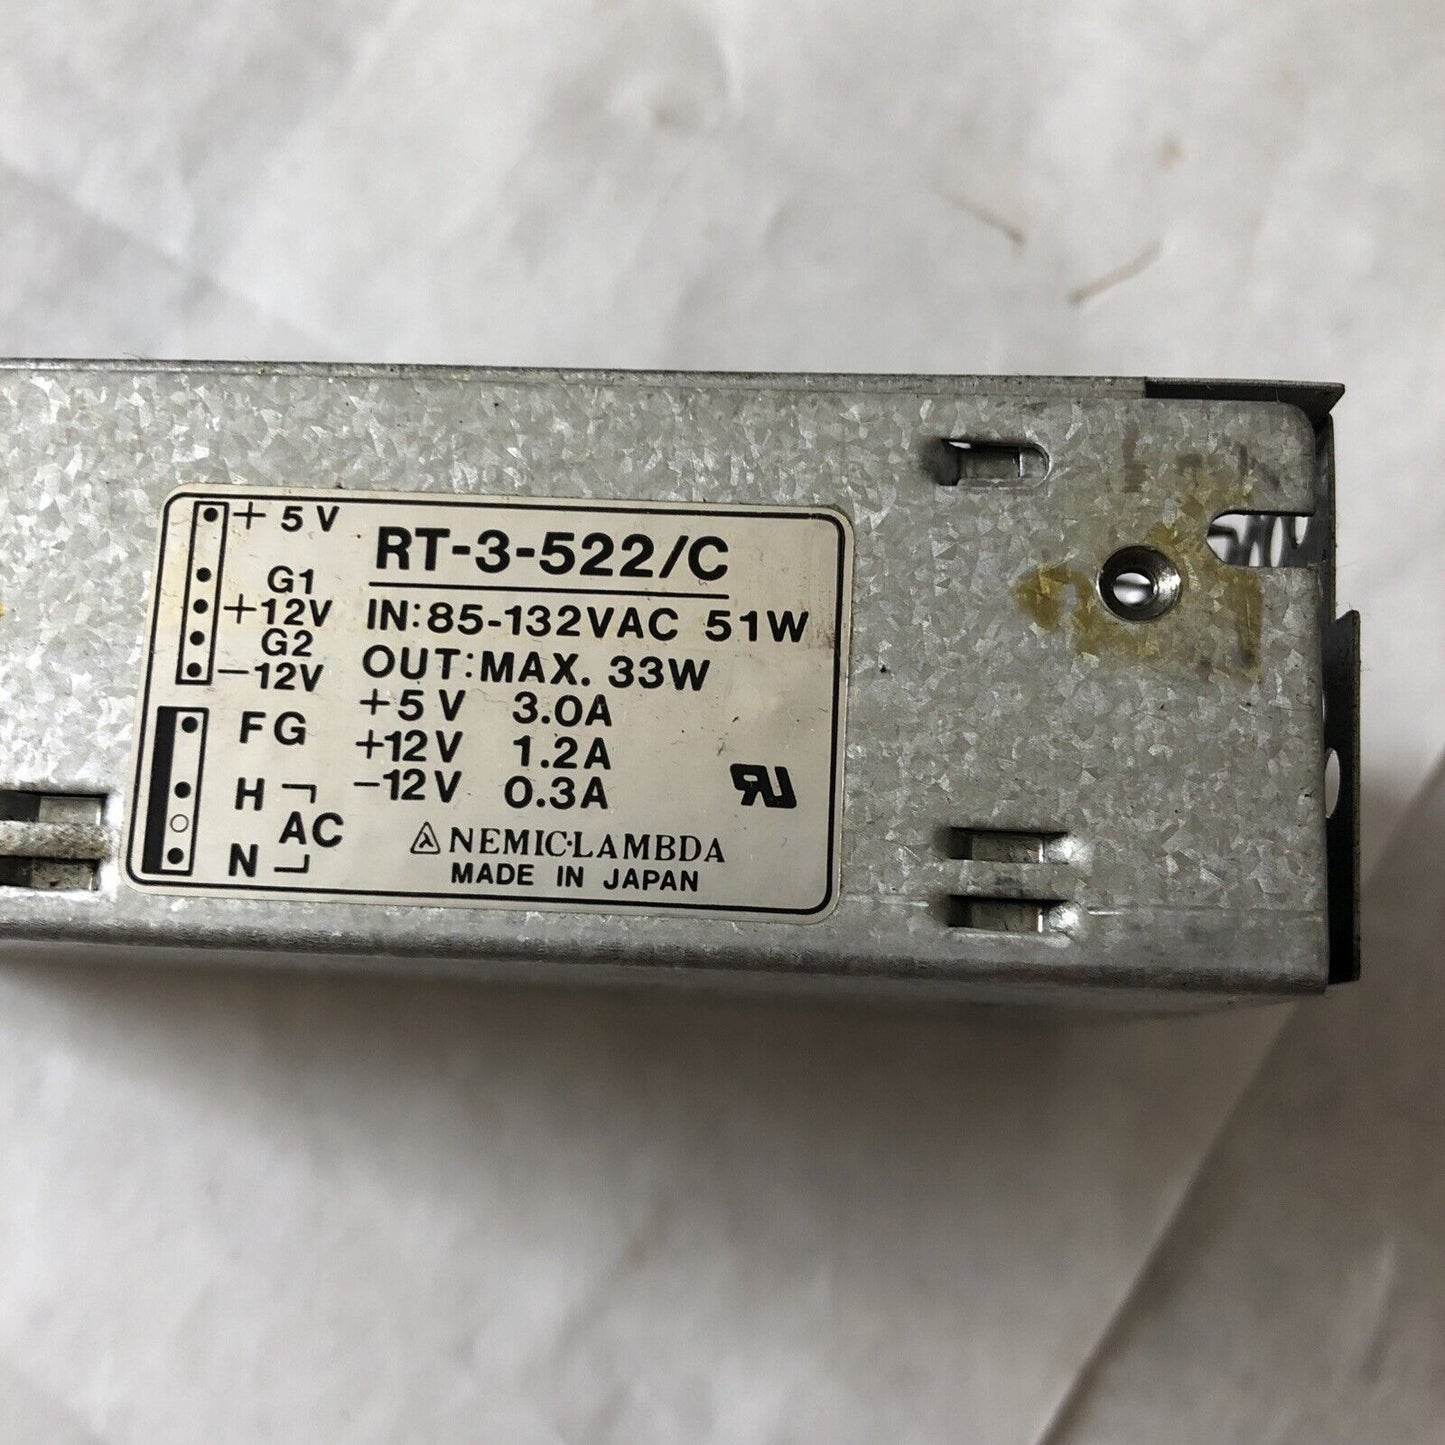 +5V
G1
+12V
G2
-12V
FG
H
AC
N
RT-3-522/C
IN:85-132VAC 51W
OUT:MAX. 33W
+5V 3.0A
+12V 1.2A
-12V 0.3A
NEMIC·LAMBDA
MADE IN JAPAN